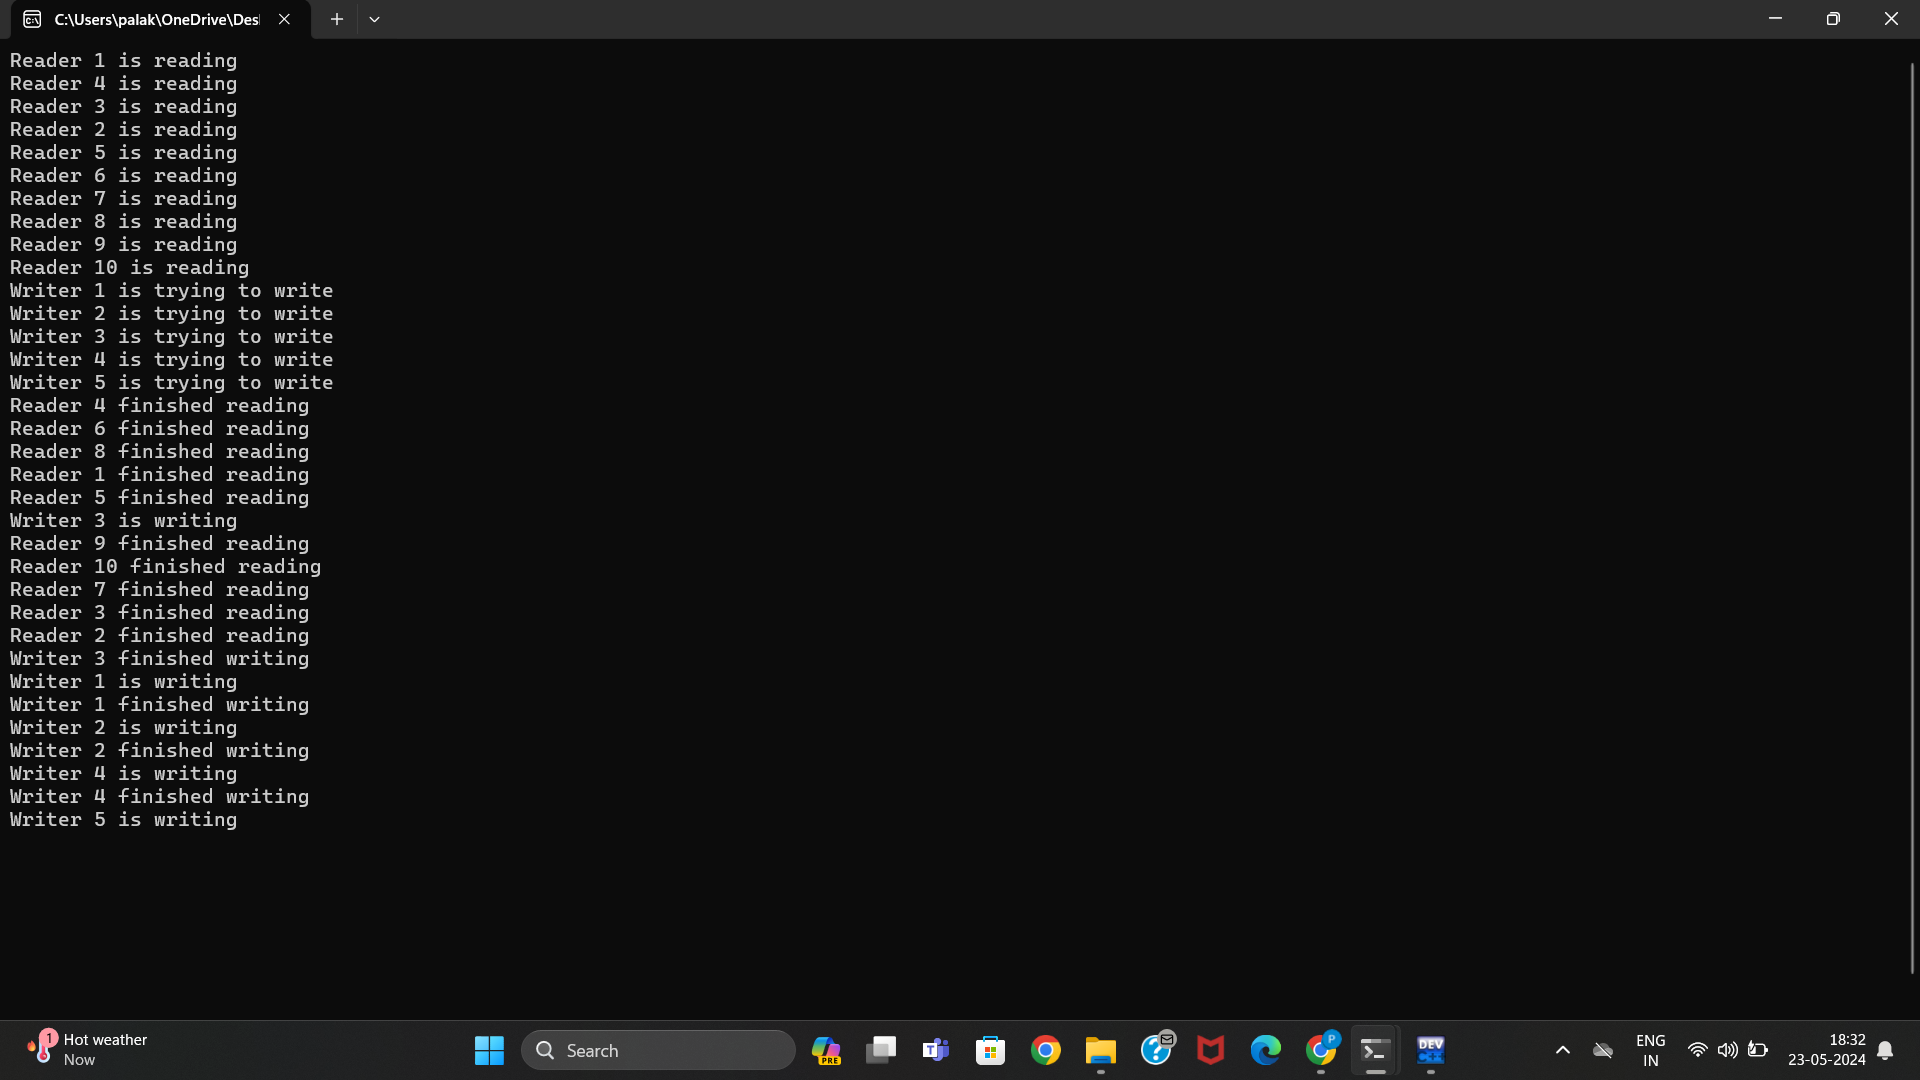 C:\Users\palak\OneDrive\Des
Reader 1 is reading
Reader 4 is reading
Reader 3 is reading
Reader 2 is reading
Reader 5 is reading
Reader 6 is reading
Reader 7 is reading
Reader 8 is reading
Reader 9 is reading
Reader 10 is reading
Writer 1 is trying to write
Writer 2 is trying to write
Writer 3 is trying to write
Writer 4 is trying to write
Writer 5 is trying to write
Reader 4 finished reading
Reader 6 finished reading
Reader 8 finished reading
Reader 1 finished reading
Reader 5 finished reading
Writer 3 is writing
Reader 9 finished reading
Reader 10 finished reading
Reader 7 finished reading
Reader 3 finished reading
Reader 2 finished reading
Writer 3 finished writing
Writer 1 is writing
Writer 1 finished writing
Writer 2 is writing
Writer 2 finished writing
Writer 4 is writing
Writer 4 finished writing
Writer 5 is writing
1
Hot weather
Now
Search
PRE
T
?
P
DEV
C++
ENG
IN
18:32
23-05-2024